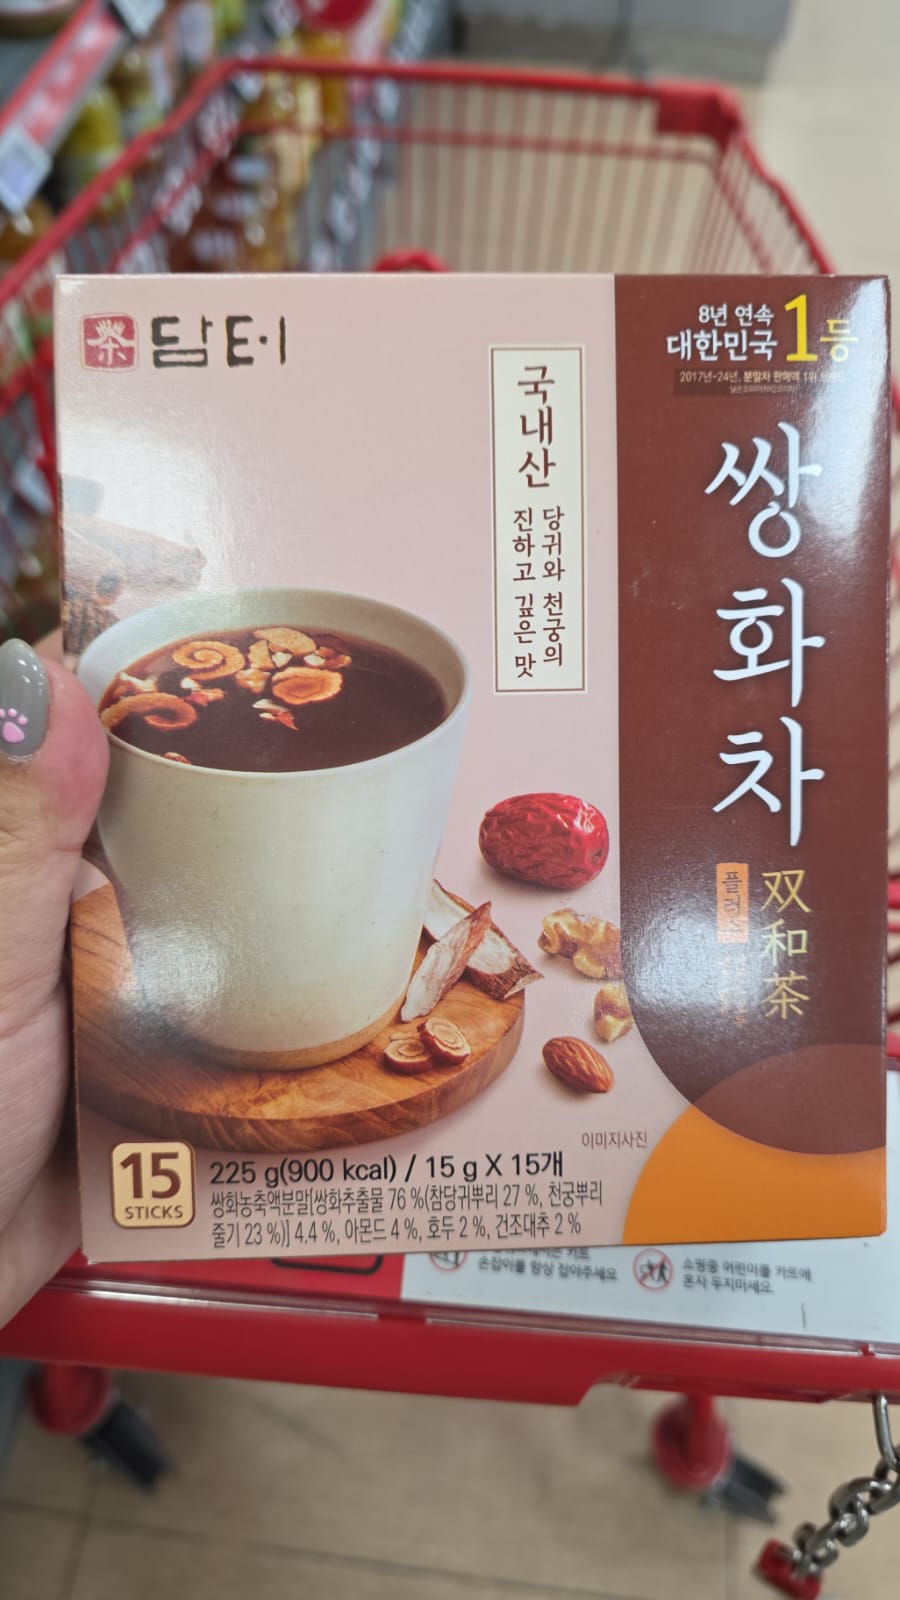 茶 담터
국내산
당귀와 천궁의
진하고 깊은 맛
8년 연속
대한민국 1등
2017년~24년, 분말차 판매액 1위
쌍화차
플러스
双和茶
이미지사진
15
STICKS
225 g(900 kcal) / 15 g X 15개
쌍화농축액분말[쌍화추출물 76 %(참당귀뿌리 27 %, 천궁뿌리
줄기 23 %)] 4.4 %, 아몬드 4 %, 호두 2 %, 건조대추 2 %
손잡이를 항상 잡아주세요
쇼핑중 어린이를 카트에
혼자 두지마세요.